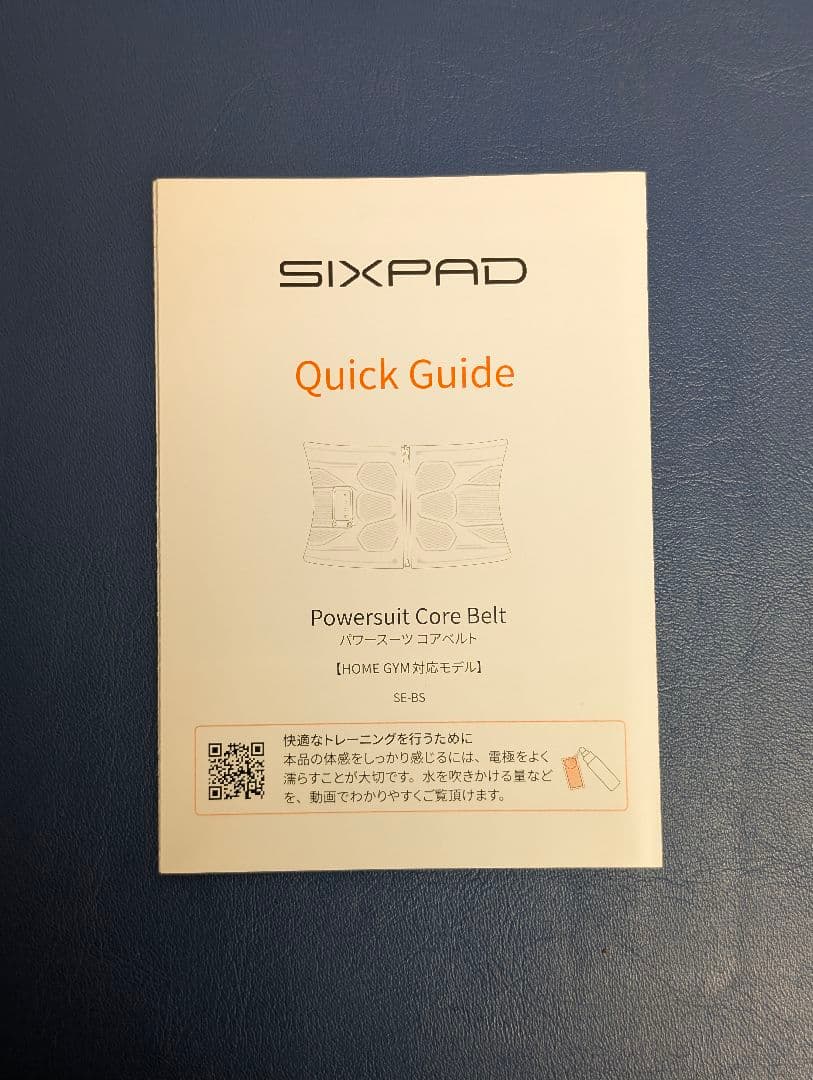 SIXPAD
Quick Guide
Powersuit Core Belt
パワースーツ コアベルト
【HOME GYM対応モデル】
SE-BS
快適なトレーニングを行うために
本品の体感をしっかり感じるには、電極をよく
濡らすことが大切です。水を吹きかける量など
を、動画でわかりやすくご覧頂けます。